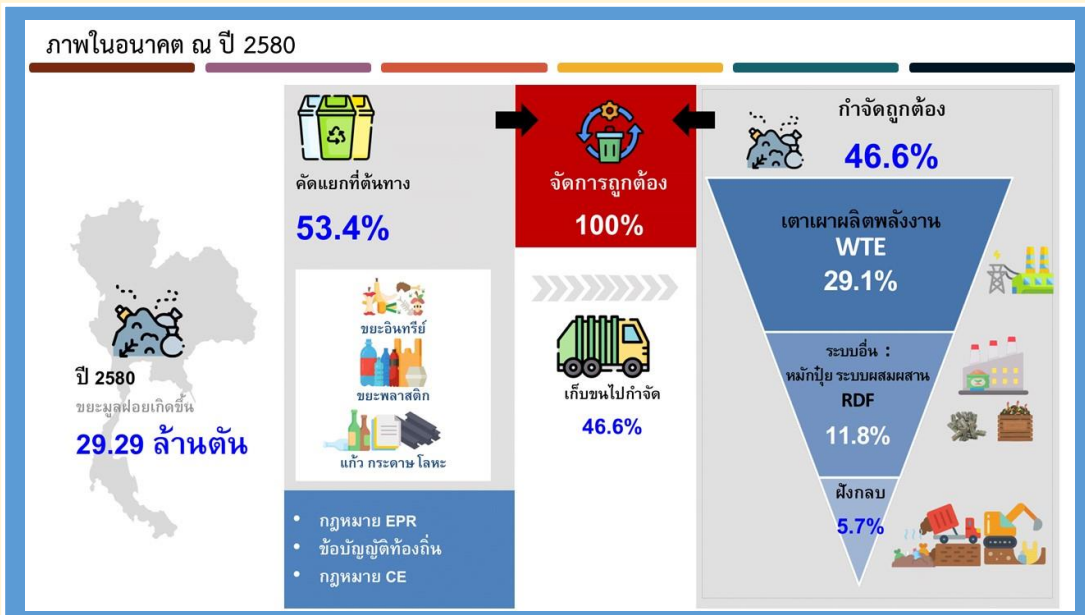 ภาพในอนาคต ณ ปี 2580
ปี 2580
ขยะมูลฝอยเกิดขึ้น
29.29 ล้านตัน
คัดแยกที่ต้นทาง
53.4%
ขยะอินทรีย์
ขยะพลาสติก
แก้ว กระดาษ โลหะ
• กฎหมาย EPR
• ข้อบัญญัติท้องถิ่น
• กฎหมาย CE
จัดการถูกต้อง
100%
เก็บขนไปกำจัด
46.6%
กำจัดถูกต้อง
46.6%
เตาเผาผลิตพลังงาน
WTE
29.1%
ระบบอื่น :
หมักปุ๋ย ระบบผสมผสาน
RDF
11.8%
ฝังกลบ
5.7%